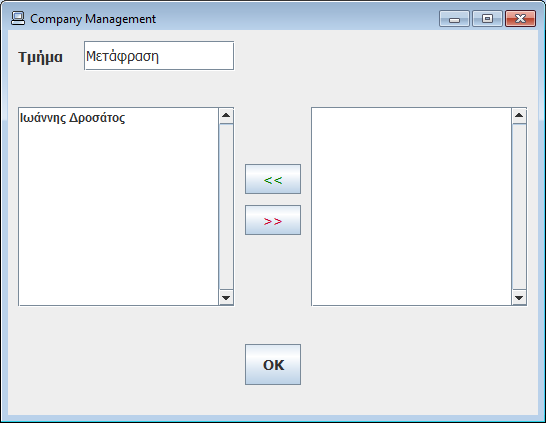 Company Management
Τμήμα Μετάφραση
Ιωάννης Δροσάτος
<<
>>
OK